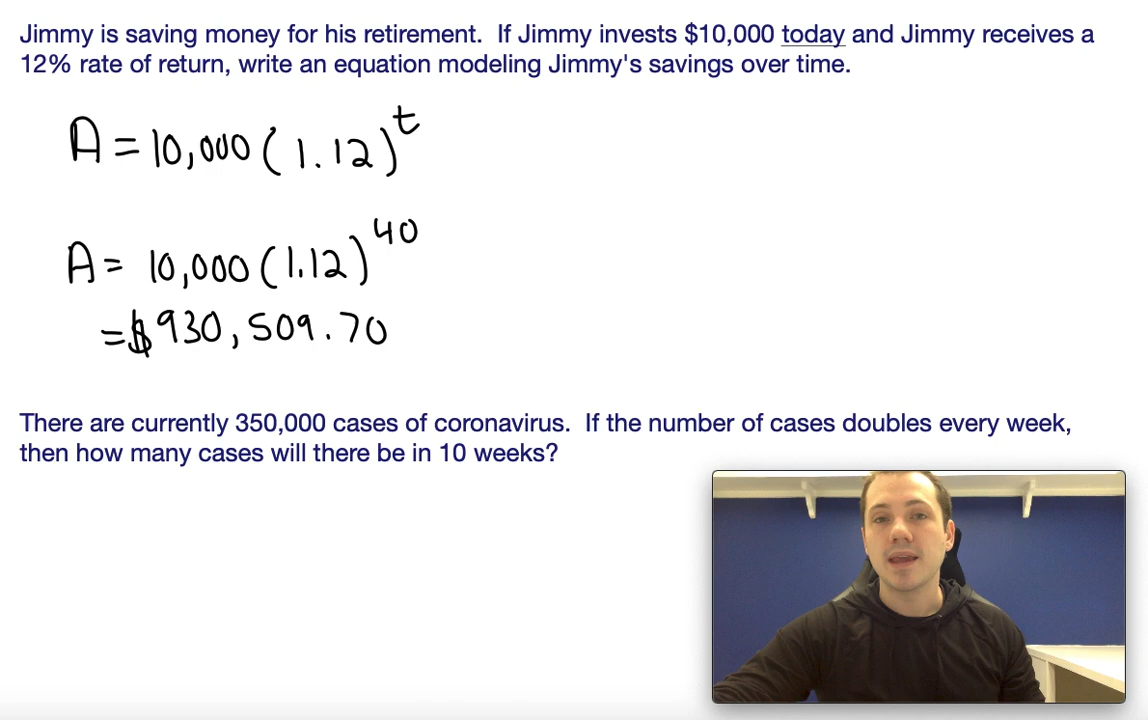 Jimmy is saving money for his retirement.  If Jimmy invests $10,000 today and Jimmy receives a
12% rate of return, write an equation modeling Jimmy's savings over time.
A = 10,000 (1.12)^t
A = 10,000 (1.12)^40
= $930,509.70
There are currently 350,000 cases of coronavirus.  If the number of cases doubles every week,
then how many cases will there be in 10 weeks?